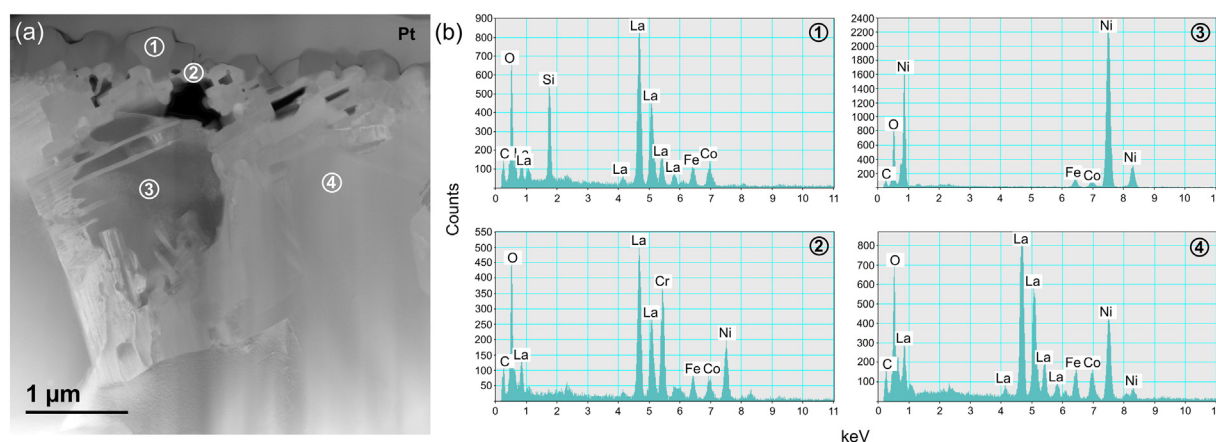 (a)
①
②
③
④
Pt
1 µm
(b)
Counts
keV
①
900
800
700
600
500
400
300
200
100
O
Si
La
La
C
La
La
La
La
Fe
Co
0 1 2 3 4 5 6 7 8 9 10 11
③
2400
2200
2000
1800
1600
1400
1200
1000
800
600
400
200
Ni
Ni
O
C
Fe
Co
Ni
0 1 2 3 4 5 6 7 8 9 10 1
②
550
500
450
400
350
300
250
200
150
100
50
O
La
La
Cr
Ni
C
La
Fe
Co
0 1 2 3 4 5 6 7 8 9 10 11
④
800
700
600
500
400
300
200
100
O
La
La
Ni
La
C
La
La
La
Fe
Co
Ni
0 1 2 3 4 5 6 7 8 9 10 1